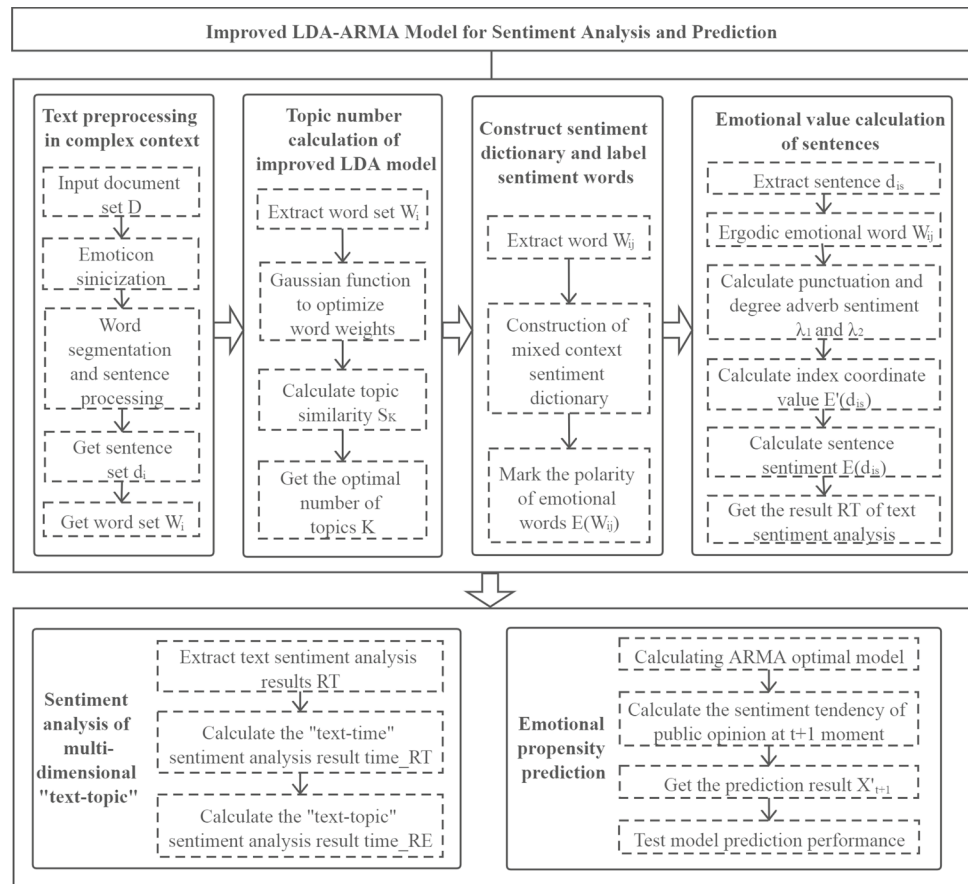 Improved LDA-ARMA Model for Sentiment Analysis and Prediction
Text preprocessing
in complex context
Input document
set D
Emoticon
sinicization
Word
segmentation
and sentence
processing
Get sentence
set dᵢ
Get word set Wᵢ
Topic number
calculation of
improved LDA model
Extract word set Wᵢ
Gaussian function
to optimize
word weights
Calculate topic
similarity Sₖ
Get the optimal
number of
topics K
Construct sentiment
dictionary and label
sentiment words
Extract word Wᵢⱼ
Construction of
mixed context
sentiment
dictionary
Mark the polarity
of emotional
words E(Wᵢⱼ)
Emotional value calculation
of sentences
Extract sentence dᵢₛ
Ergodic emotional word Wᵢⱼ
Calculate punctuation and
degree adverb sentiment
λ₁ and λ₂
Calculate index coordinate
value E'(dᵢₛ)
Calculate sentence
sentiment E(dᵢₛ)
Get the result RT of text
sentiment analysis
Sentiment
analysis of
multi-
dimensional
"text-topic"
Extract text sentiment analysis
results RT
Calculate the "text-time"
sentiment analysis result time_RT
Calculate the "text-topic"
sentiment analysis result time_RE
Emotional
propensity
prediction
Calculating ARMA optimal model
Calculate the sentiment tendency of
public opinion at t+1 moment
Get the prediction result X'ₜ₊₁
Test model prediction performance